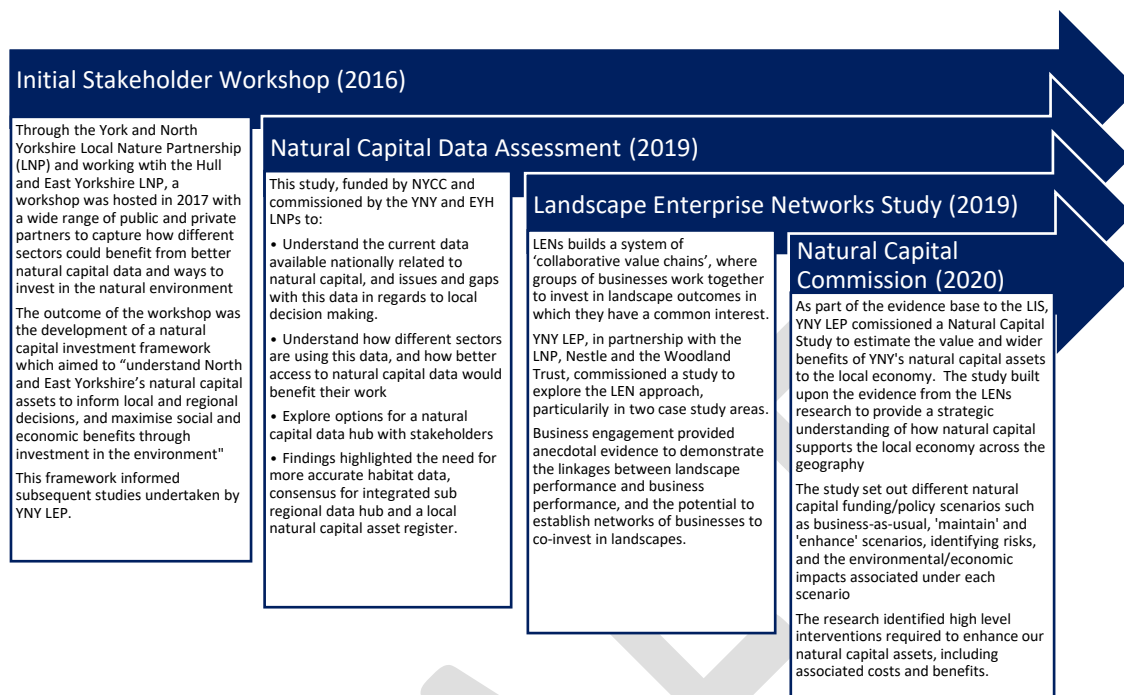 Initial Stakeholder Workshop (2016)
Through the York and North
Yorkshire Local Nature Partnership
(LNP) and working wtih the Hull
and East Yorkshire LNP, a
workshop was hosted in 2017 with
a wide range of public and private
partners to capture how different
sectors could benefit from better
natural capital data and ways to
invest in the natural environment
The outcome of the workshop was
the development of a natural
capital investment framework
which aimed to “understand North
and East Yorkshire’s natural capital
assets to inform local and regional
decisions, and maximise social and
economic benefits through
investment in the environment"
This framework informed
subsequent studies undertaken by
YNY LEP.
Natural Capital Data Assessment (2019)
This study, funded by NYCC and
commissioned by the YNY and EYH
LNPs to:
• Understand the current data
available nationally related to
natural capital, and issues and gaps
with this data in regards to local
decision making.
• Understand how different sectors
are using this data, and how better
access to natural capital data would
benefit their work
• Explore options for a natural
capital data hub with stakeholders
• Findings highlighted the need for
more accurate habitat data,
consensus for integrated sub
regional data hub and a local
natural capital asset register.
Landscape Enterprise Networks Study (2019)
LENs builds a system of
‘collaborative value chains’, where
groups of businesses work together
to invest in landscape outcomes in
which they have a common interest.
YNY LEP, in partnership with the
LNP, Nestle and the Woodland
Trust, commissioned a study to
explore the LEN approach,
particularly in two case study areas.
Business engagement provided
anecdotal evidence to demonstrate
the linkages between landscape
performance and business
performance, and the potential to
establish networks of businesses to
co-invest in landscapes.
Natural Capital
Commission (2020)
As part of the evidence base to the LIS,
YNY LEP comissioned a Natural Capital
Study to estimate the value and wider
benefits of YNY's natural capital assets
to the local economy. The study built
upon the evidence from the LENs
research to provide a strategic
understanding of how natural capital
supports the local economy across the
geography
The study set out different natural
capital funding/policy scenarios such
as business-as-usual, 'maintain' and
'enhance' scenarios, identifying risks,
and the environmental/economic
impacts associated under each
scenario
The research identified high level
interventions required to enhance our
natural capital assets, including
associated costs and benefits.